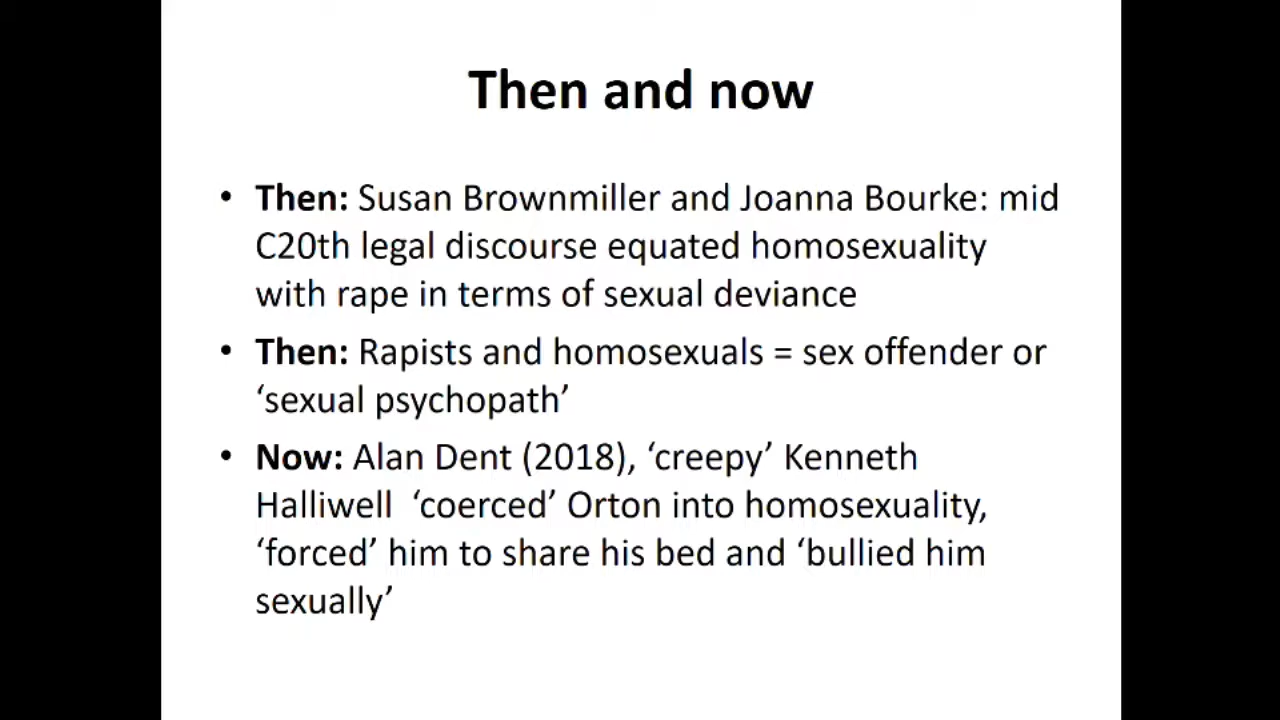 Then and now
• Then: Susan Brownmiller and Joanna Bourke: mid
C20th legal discourse equated homosexuality
with rape in terms of sexual deviance
• Then: Rapists and homosexuals = sex offender or
‘sexual psychopath’
• Now: Alan Dent (2018), ‘creepy’ Kenneth
Halliwell  ‘coerced’ Orton into homosexuality,
‘forced’ him to share his bed and ‘bullied him
sexually’